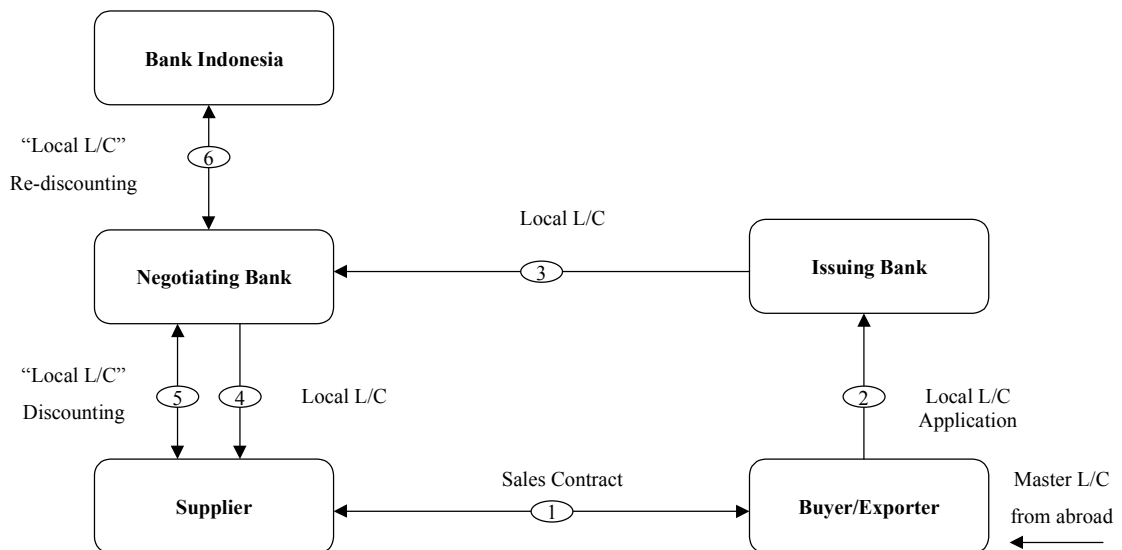 Bank Indonesia
“Local L/C”
Re-discounting
6
Local L/C
Negotiating Bank
3
Issuing Bank
“Local L/C”
Discounting
5
4
Local L/C
2
Local L/C
Application
Supplier
Sales Contract
1
Buyer/Exporter
Master L/C
from abroad